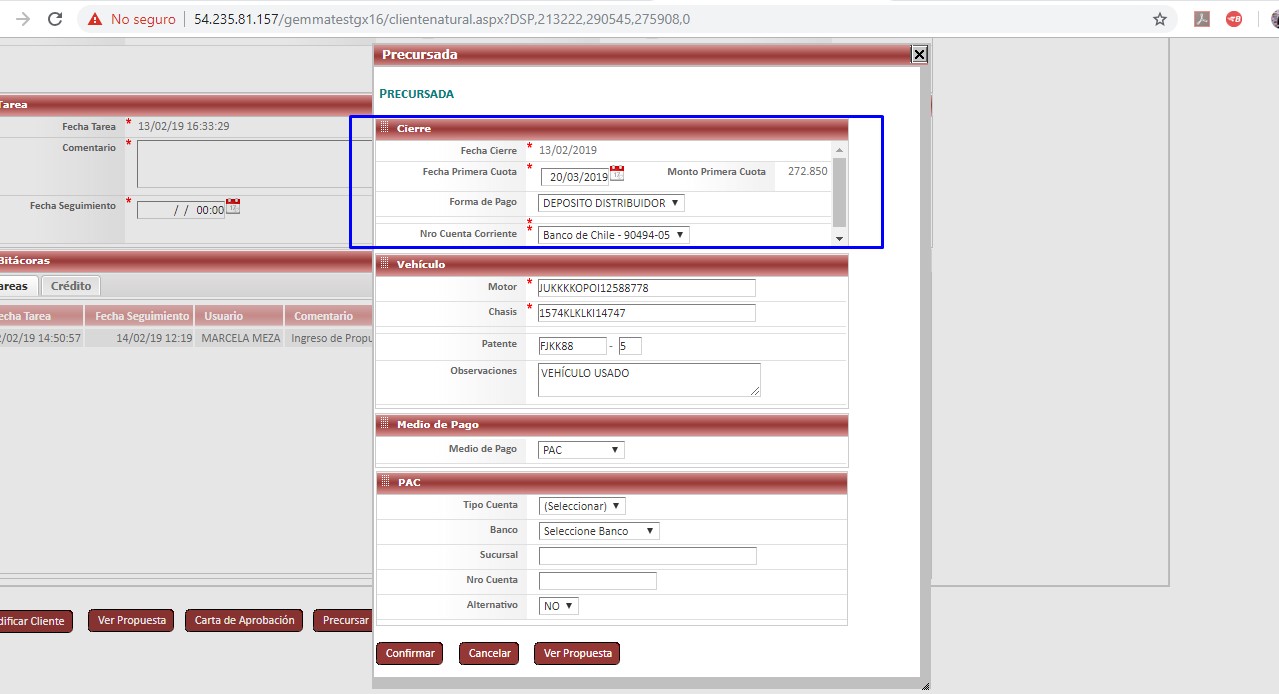 No seguro | 54.235.81.157/gemmatestgx16/clientenatural.aspx?DSP,213222,290545,275908,0
Tarea
Fecha Tarea * 13/02/19 16:33:29
Comentario *
Fecha Seguimiento * / / 00:00
Bitácoras
areas Crédito
echa Tarea Fecha Seguimiento Usuario Comentario
2/02/19 14:50:57 14/02/19 12:19 MARCELA MEZA Ingreso de Propu
dificar Cliente Ver Propuesta Carta de Aprobación Precursar
Precursada
PRECURSADA
Cierre
Fecha Cierre * 13/02/2019
Fecha Primera Cuota * 20/03/2019 Monto Primera Cuota 272.850
Forma de Pago DEPOSITO DISTRIBUIDOR
*
Nro Cuenta Corriente * Banco de Chile - 90494-05
Vehículo
Motor * JUKKKKOPOI12588778
Chasis * 1574KLKLKI14747
Patente FJKK88 - 5
Observaciones VEHÍCULO USADO
Medio de Pago
Medio de Pago PAC
PAC
Tipo Cuenta (Seleccionar)
Banco Seleccione Banco
Sucursal
Nro Cuenta
Alternativo NO
Confirmar Cancelar Ver Propuesta